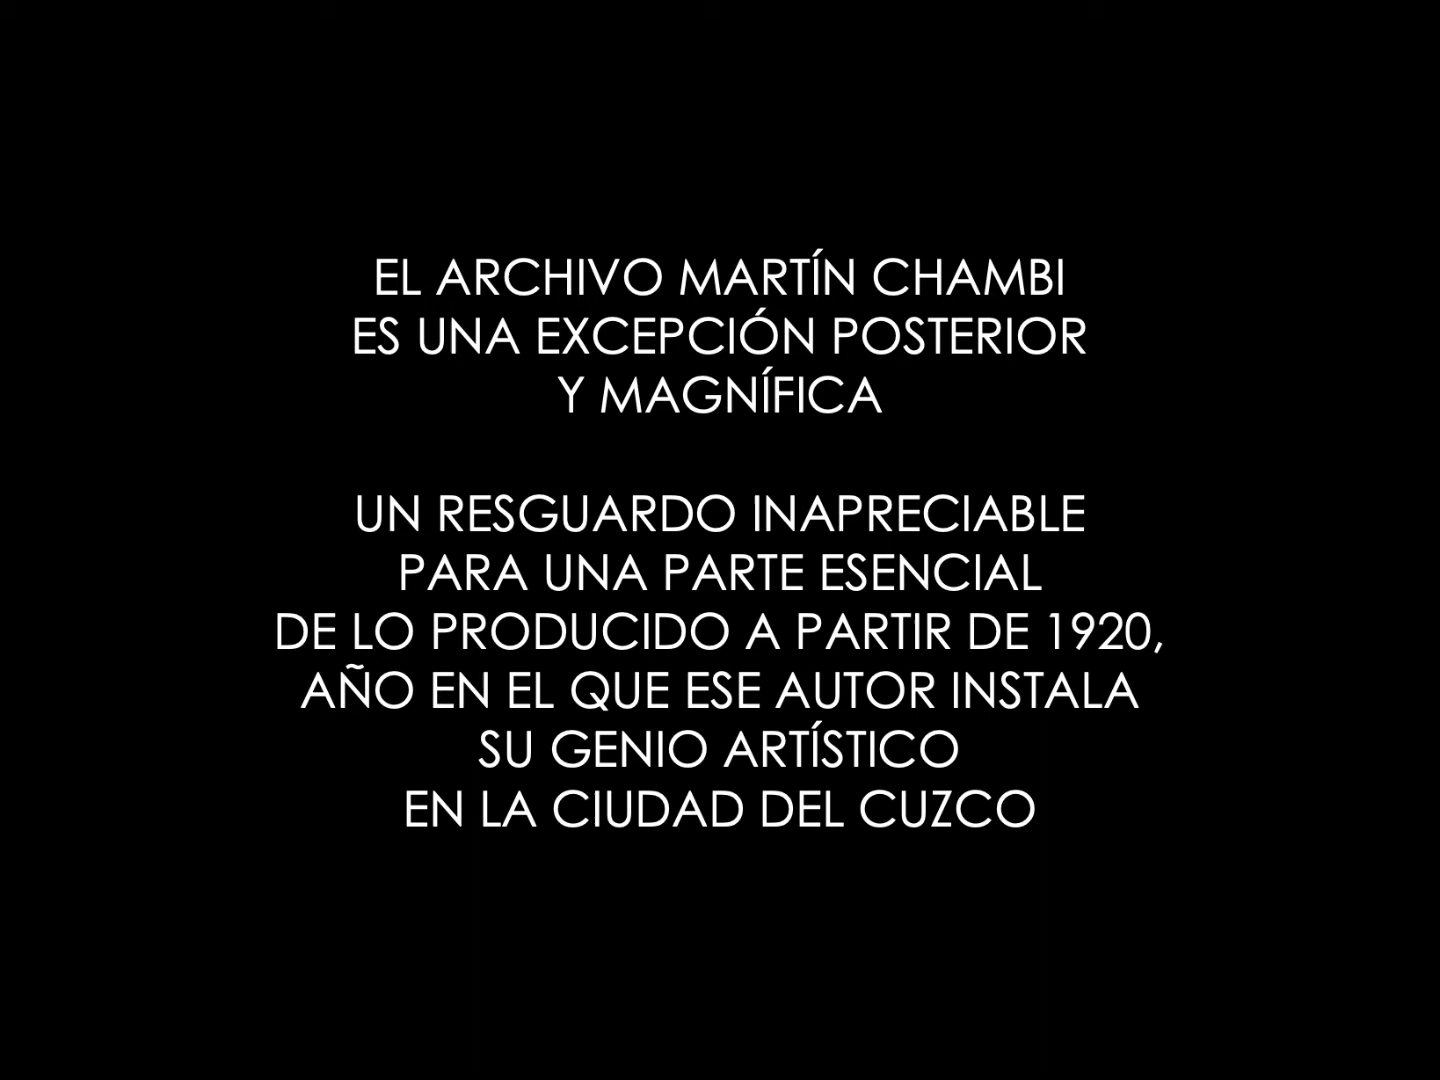 EL ARCHIVO MARTÍN CHAMBI
ES UNA EXCEPCIÓN POSTERIOR
Y MAGNÍFICA
UN RESGUARDO INAPRECIABLE
PARA UNA PARTE ESENCIAL
DE LO PRODUCIDO A PARTIR DE 1920,
AÑO EN EL QUE ESE AUTOR INSTALA
SU GENIO ARTÍSTICO
EN LA CIUDAD DEL CUZCO